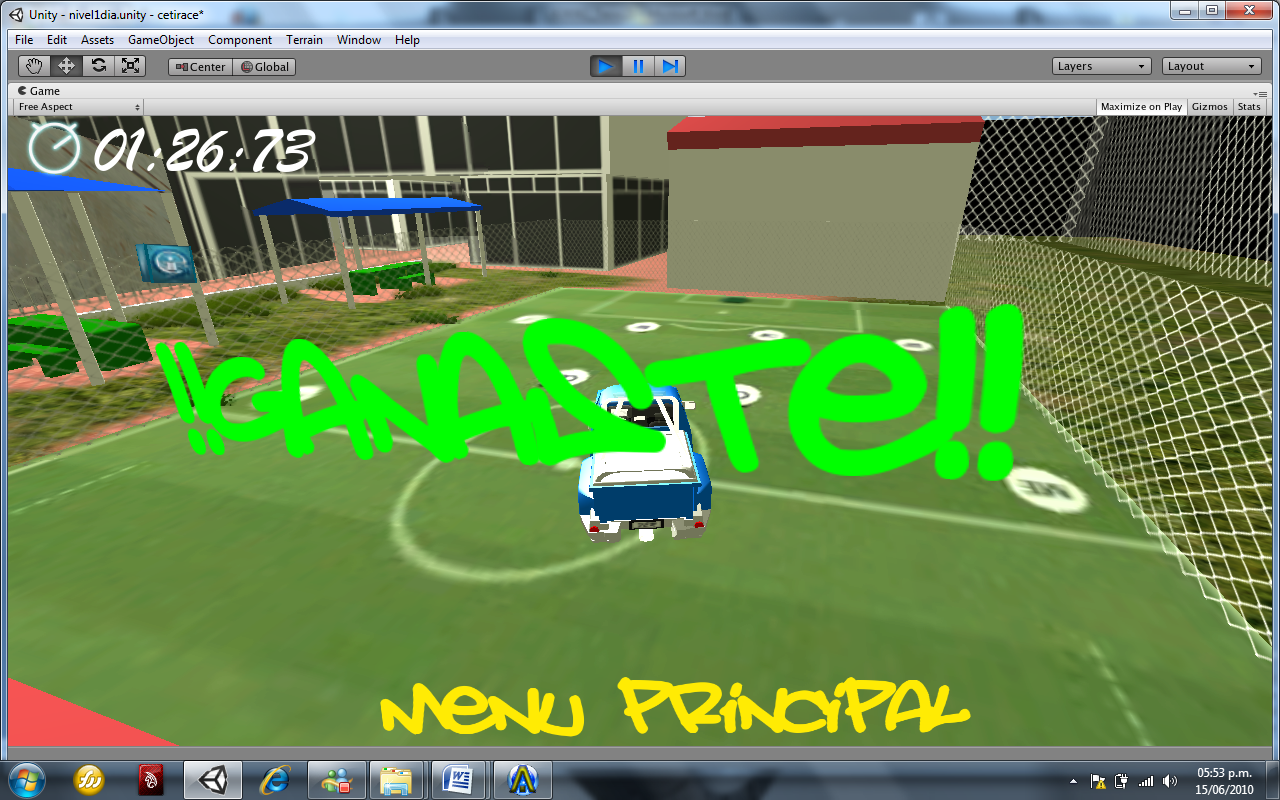 Unity - nivel1dia.unity - cetirace*
File Edit Assets GameObject Component Terrain Window Help
Center Global Layers Layout
Game
Free Aspect Maximize on Play Gizmos Stats
01:26:73
!!GANASTE!!
MENU PRINCIPAL
05:53 p.m.
15/06/2010